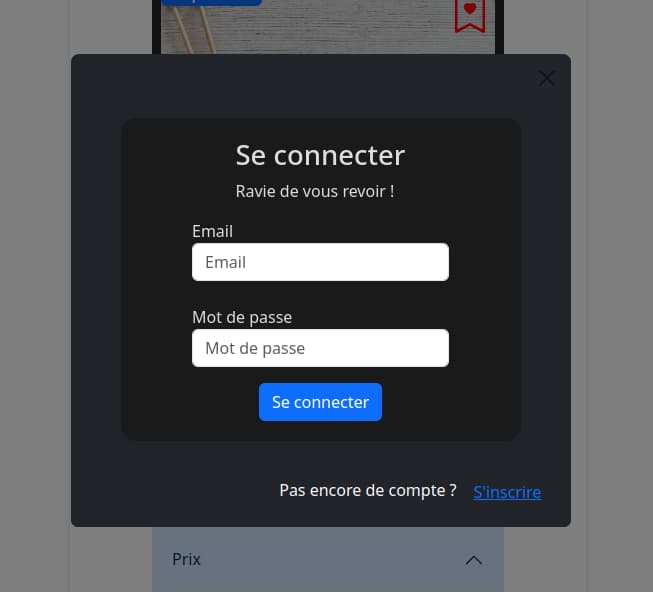 Se connecter
Ravie de vous revoir !
Email
Email
Mot de passe
Mot de passe
Se connecter
Pas encore de compte ? S'inscrire
Prix